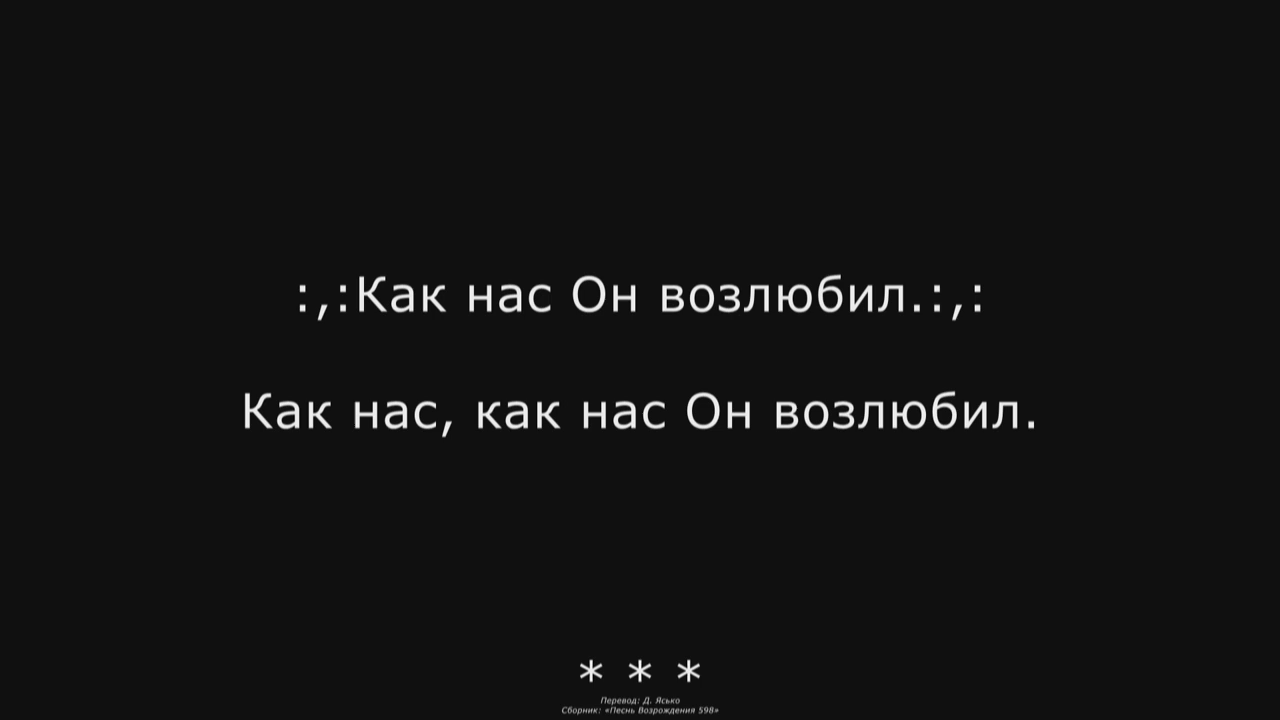 :,:Как нас Он возлюбил.:,:
Как нас, как нас Он возлюбил.
* * *
Перевод: Д. Ясько
Сборник: «Песнь Возрождения 598»